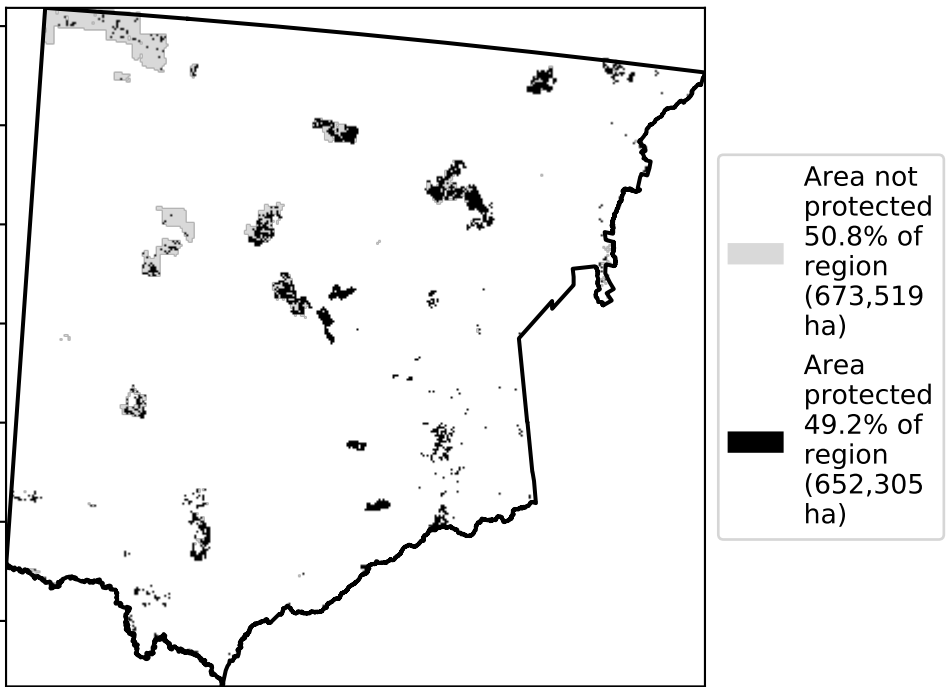 Area not
protected
50.8% of
region
(673,519
ha)
Area
protected
49.2% of
region
(652,305
ha)